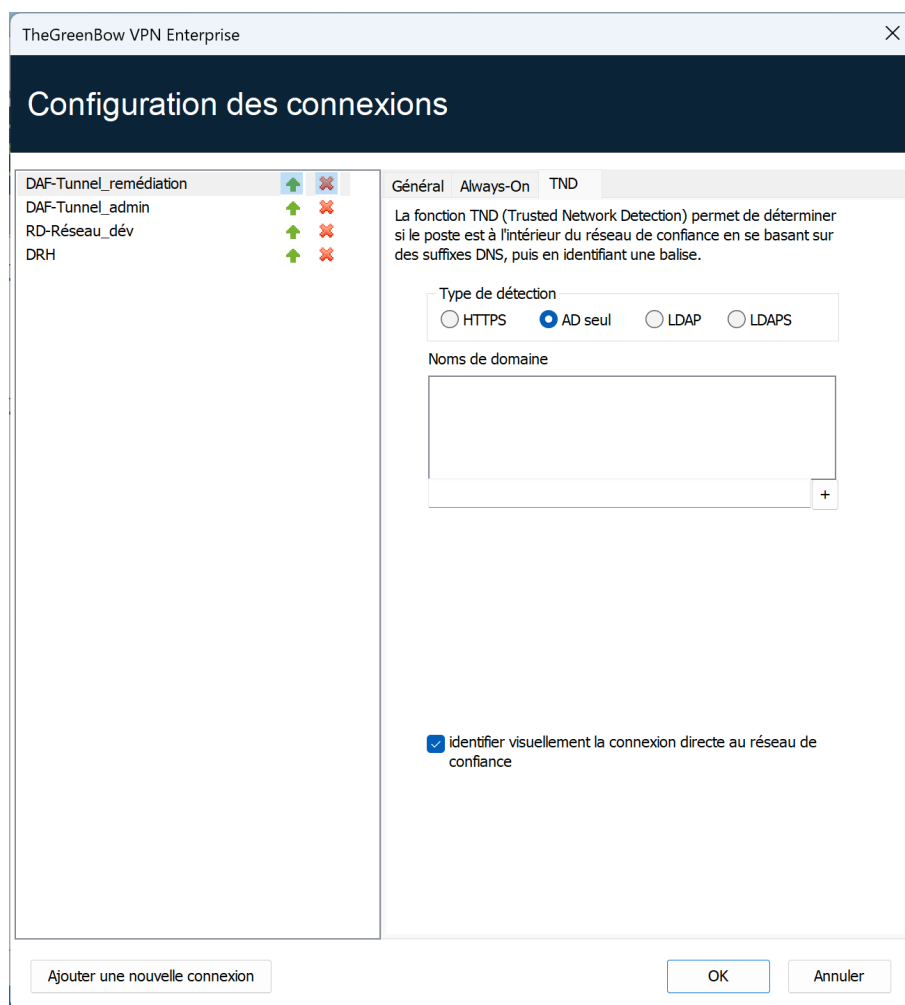 TheGreenBow VPN Enterprise
Configuration des connexions
DAF-Tunnel_remédiation
DAF-Tunnel_admin
RD-Réseau_dév
DRH
Général Always-On TND
La fonction TND (Trusted Network Detection) permet de déterminer
si le poste est à l'intérieur du réseau de confiance en se basant sur
des suffixes DNS, puis en identifiant une balise.
Type de détection
HTTPS AD seul LDAP LDAPS
Noms de domaine
+
identifier visuellement la connexion directe au réseau de
confiance
Ajouter une nouvelle connexion OK Annuler